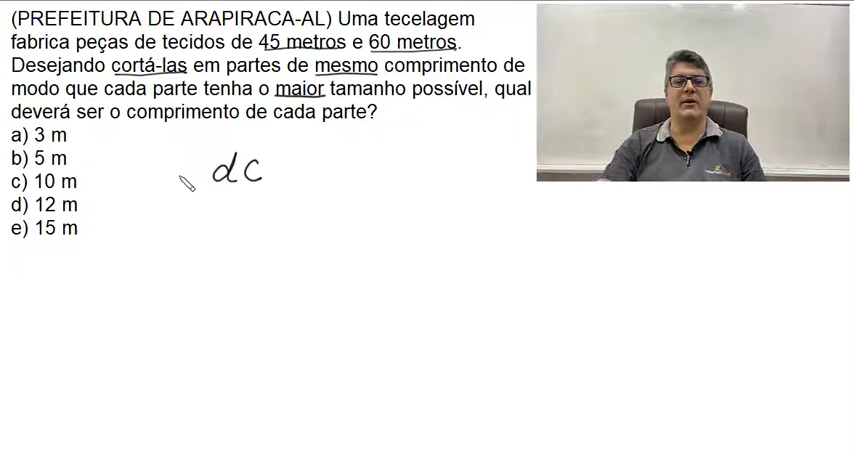 (PREFEITURA DE ARAPIRACA-AL) Uma tecelagem
fabrica peças de tecidos de 45 metros e 60 metros.
Desejando cortá-las em partes de mesmo comprimento de
modo que cada parte tenha o maior tamanho possível, qual
deverá ser o comprimento de cada parte?
a) 3 m
b) 5 m
c) 10 m
d) 12 m
e) 15 m
dc